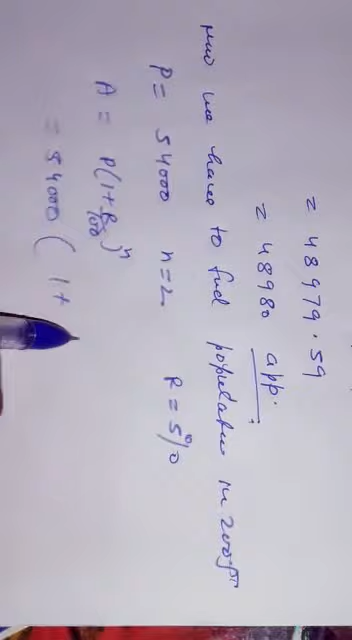 = 48979.59
= 48980 app.
now we have to find population in 2005
P = 54000 n=2 R = 5%
A = P(1+R/100)^n
= 54000 ( 1+